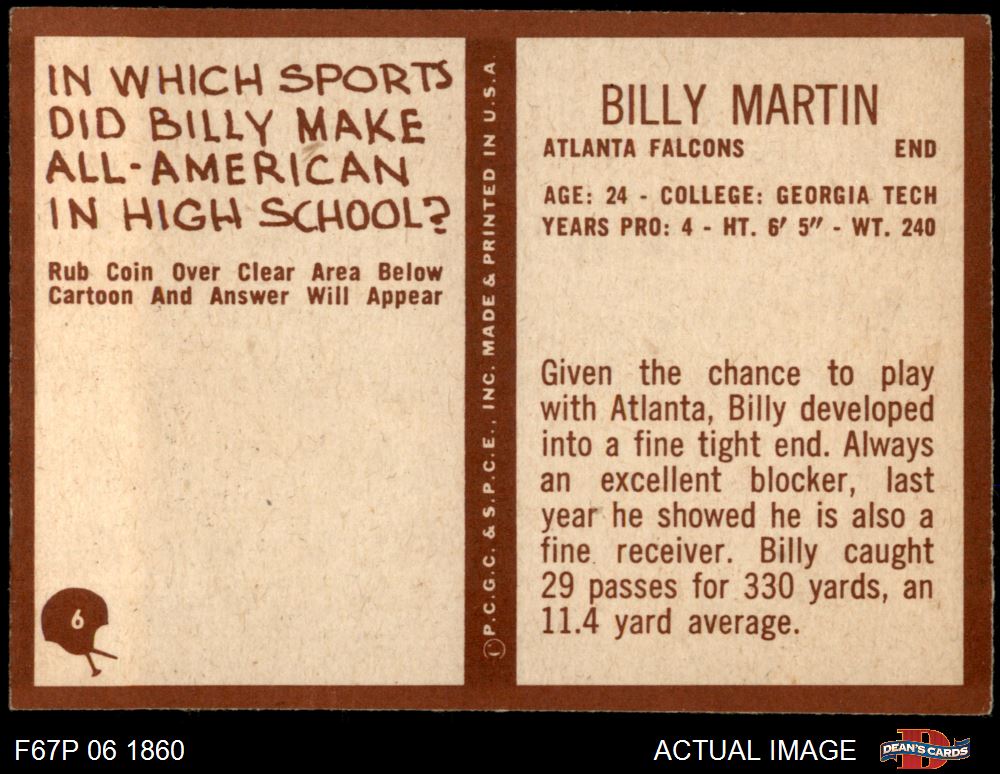 IN WHICH SPORTS
DID BILLY MAKE
ALL-AMERICAN
IN HIGH SCHOOL?
Rub Coin Over Clear Area Below
Cartoon And Answer Will Appear
6
©P.C.G.C. & S.P.C.E., INC. MADE & PRINTED IN U.S.A
BILLY MARTIN
ATLANTA FALCONS END
AGE: 24 - COLLEGE: GEORGIA TECH
YEARS PRO: 4 - HT. 6′ 5″ - WT. 240
Given the chance to play
with Atlanta, Billy developed
into a fine tight end. Always
an excellent blocker, last
year he showed he is also a
fine receiver. Billy caught
29 passes for 330 yards, an
11.4 yard average.
F67P 06 1860
ACTUAL IMAGE
DEAN'S CARDS